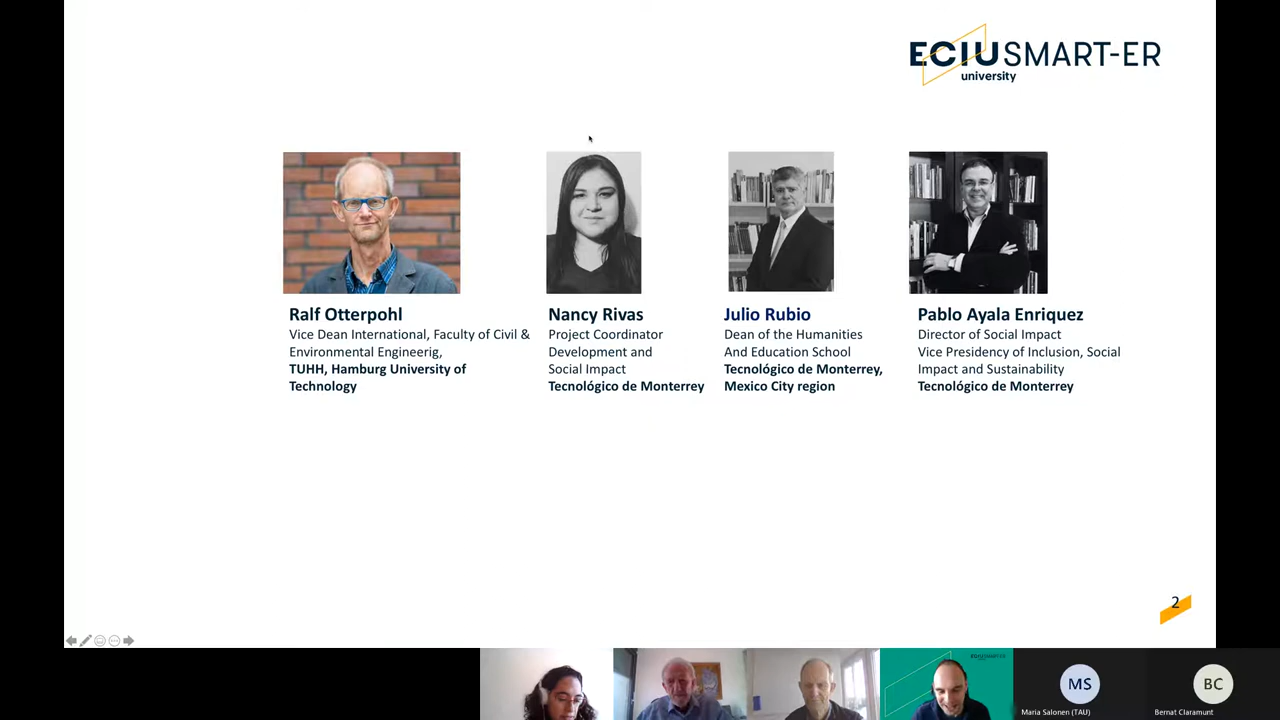 ECIU SMART-ER
university
Ralf Otterpohl
Vice Dean International, Faculty of Civil &
Environmental Engineerig,
TUHH, Hamburg University of
Technology
Nancy Rivas
Project Coordinator
Development and
Social Impact
Tecnológico de Monterrey
Julio Rubio
Dean of the Humanities
And Education School
Tecnológico de Monterrey,
Mexico City region
Pablo Ayala Enriquez
Director of Social Impact
Vice Presidency of Inclusion, Social
Impact and Sustainability
Tecnológico de Monterrey
2
ECIUSMART-ER
MS
Maria Salonen (TAU)
BC
Bernat Claramunt